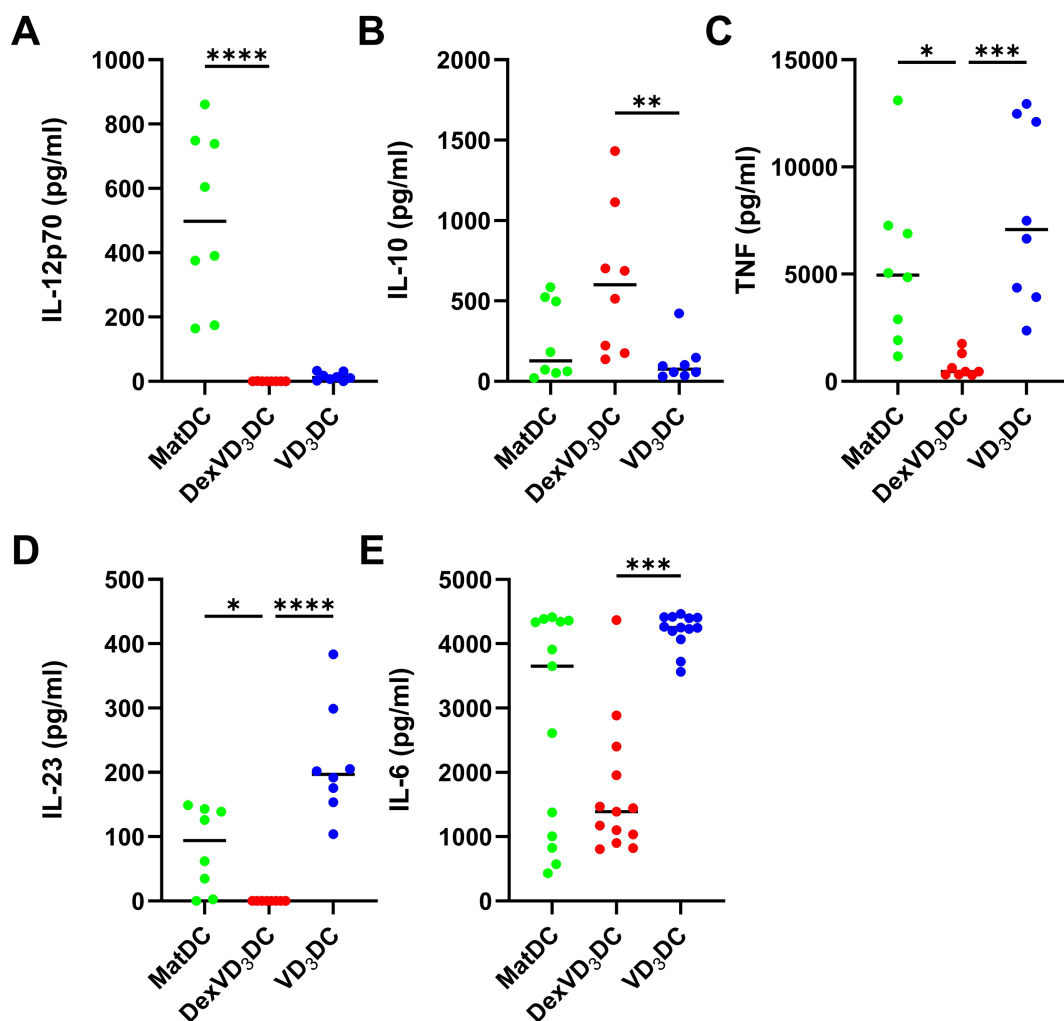 A
IL-12p70 (pg/ml)
1000
800
600
400
200
0
****
MatDC
DexVD₃DC
VD₃DC
B
IL-10 (pg/ml)
2000
1500
1000
500
0
**
MatDC
DexVD₃DC
VD₃DC
C
TNF (pg/ml)
15000
10000
5000
0
*
***
MatDC
DexVD₃DC
VD₃DC
D
IL-23 (pg/ml)
500
400
300
200
100
0
*
****
MatDC
DexVD₃DC
VD₃DC
E
IL-6 (pg/ml)
5000
4000
3000
2000
1000
0
***
MatDC
DexVD₃DC
VD₃DC